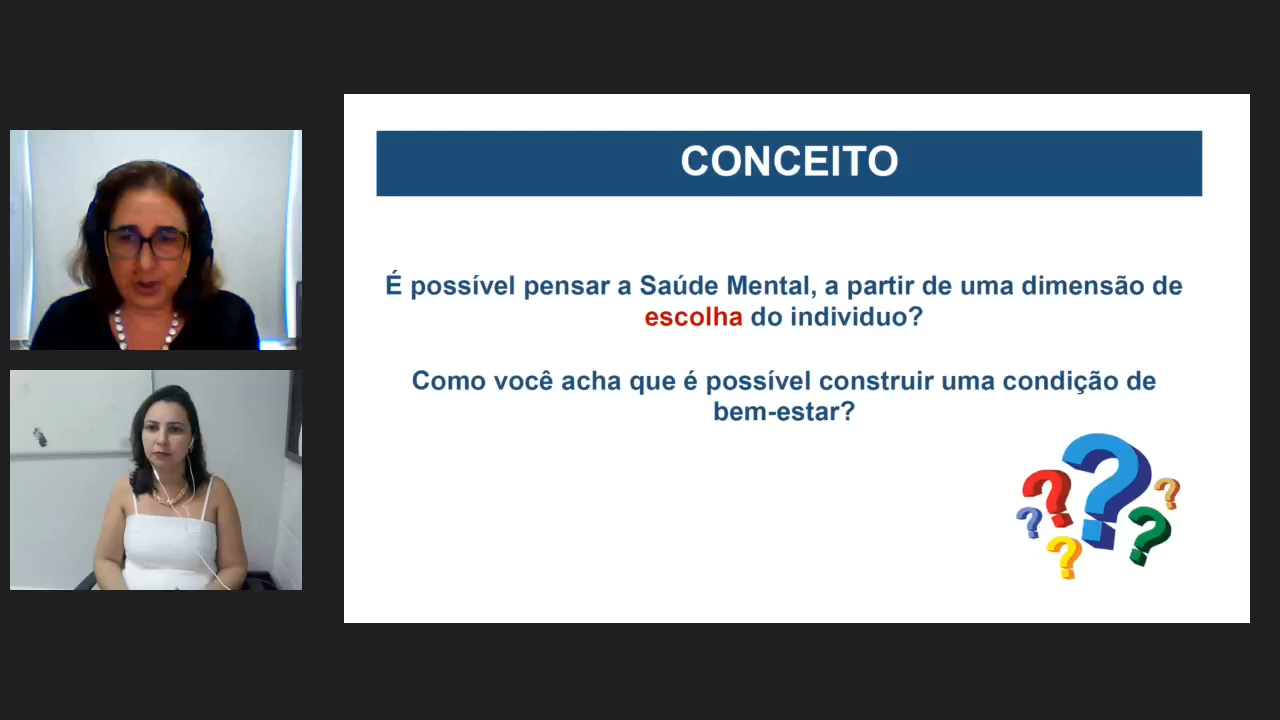 CONCEITO
É possível pensar a Saúde Mental, a partir de uma dimensão de
escolha do individuo?
Como você acha que é possível construir uma condição de
bem-estar?